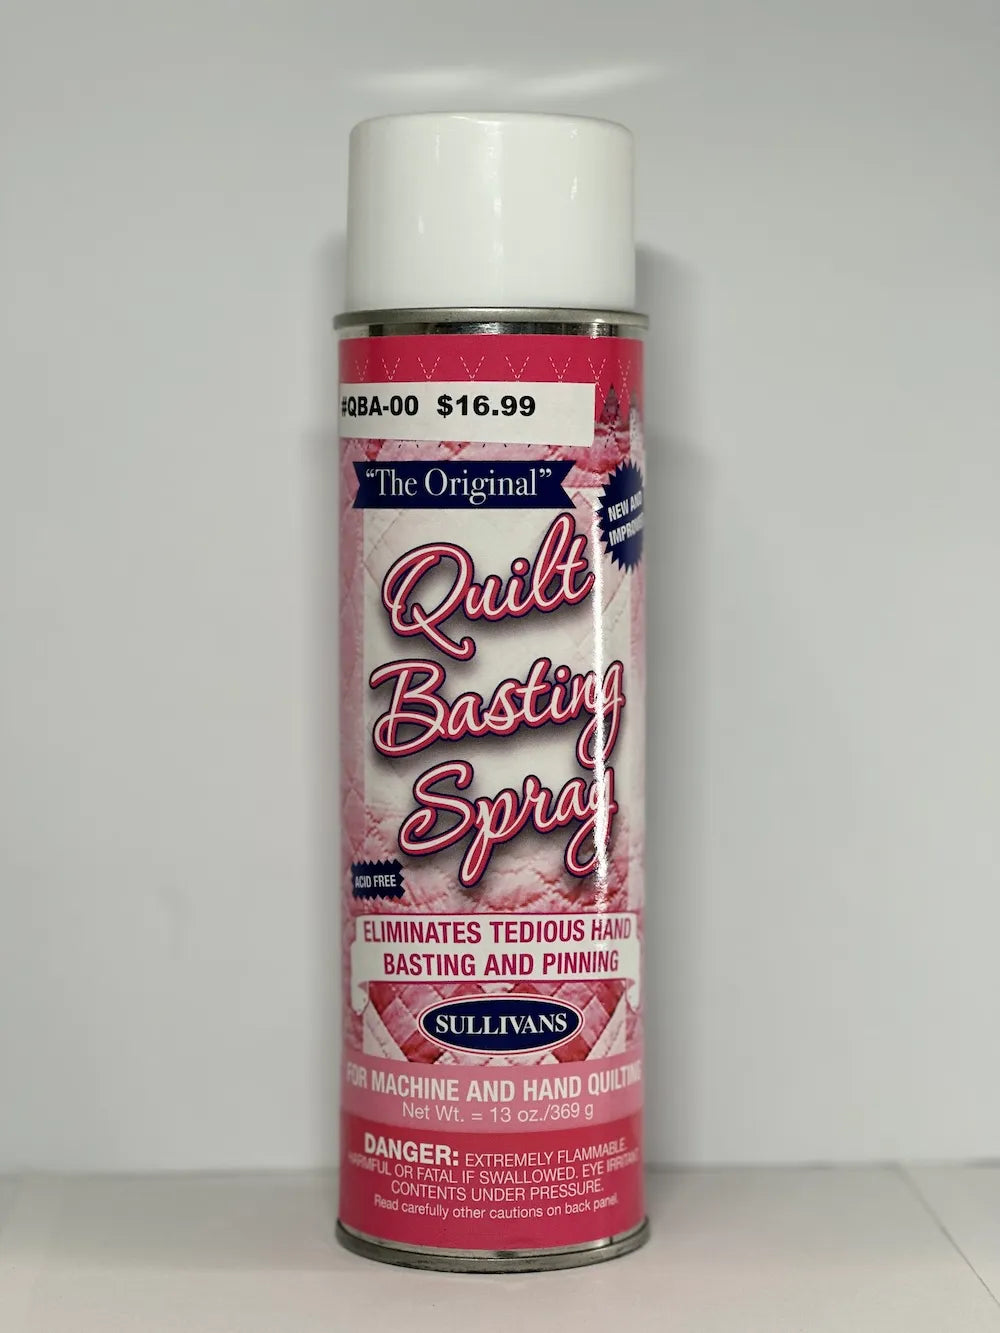 #QBA-00 $16.99
"The Original"
NEW AND
IMPROVED
Quilt
Basting
Spray
ACID FREE
ELIMINATES TEDIOUS HAND
BASTING AND PINNING
SULLIVANS
FOR MACHINE AND HAND QUILTING
Net Wt. = 13 oz./369 g
DANGER: EXTREMELY FLAMMABLE.
HARMFUL OR FATAL IF SWALLOWED. EYE IRRITANT.
CONTENTS UNDER PRESSURE.
Read carefully other cautions on back panel.